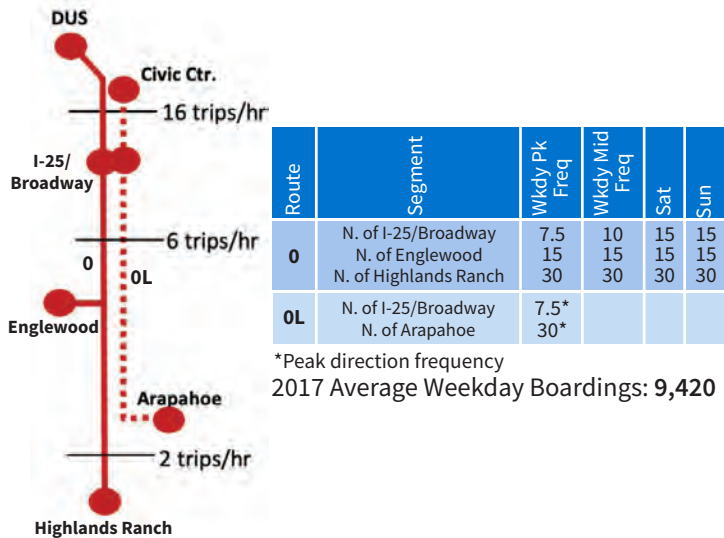 DUS
Civic Ctr.
16 trips/hr
I-25/
Broadway
6 trips/hr
0
0L
Englewood
Arapahoe
2 trips/hr
Highlands Ranch
Route Segment Wkdy Pk Freq Wkdy Mid Freq Sat Sun
N. of I-25/Broadway 7.5 10 15 15
0 N. of Englewood 15 15 15 15
N. of Highlands Ranch 30 30 30 30
0L N. of I-25/Broadway 7.5*
N. of Arapahoe 30*
*Peak direction frequency
2017 Average Weekday Boardings: 9,420